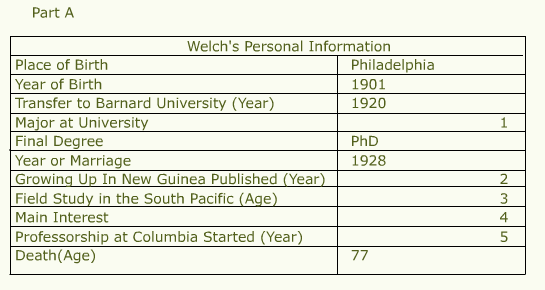 Part A
Welch's Personal Information
Place of Birth Philadelphia
Year of Birth 1901
Transfer to Barnard University (Year) 1920
Major at University 1
Final Degree PhD
Year or Marriage 1928
Growing Up In New Guinea Published (Year) 2
Field Study in the South Pacific (Age) 3
Main Interest 4
Professorship at Columbia Started (Year) 5
Death(Age) 77